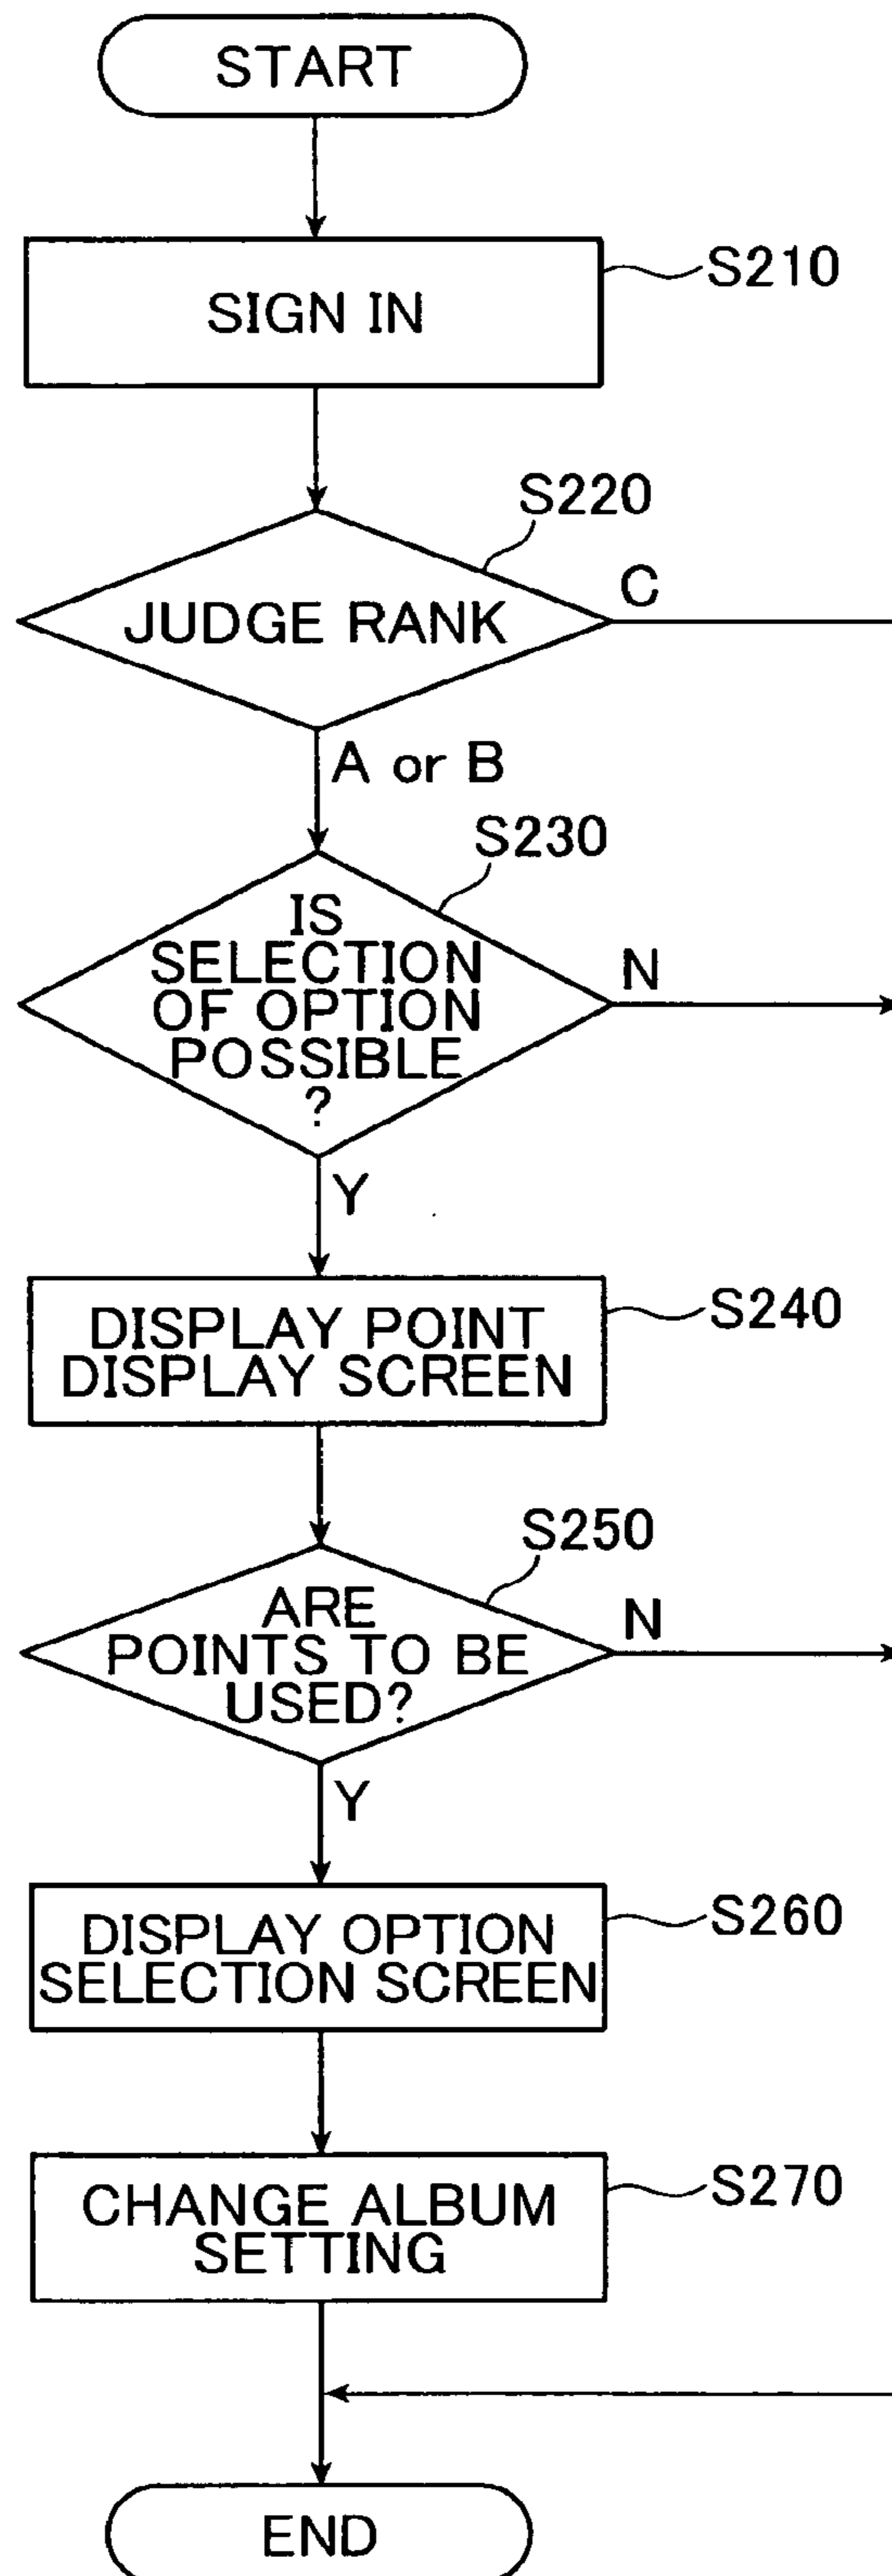 START
SIGN IN
S210
S220
JUDGE RANK
C
A or B
S230
IS
SELECTION
OF OPTION
POSSIBLE
?
N
Y
S240
DISPLAY POINT
DISPLAY SCREEN
S250
ARE
POINTS TO BE
USED?
N
Y
S260
DISPLAY OPTION
SELECTION SCREEN
S270
CHANGE ALBUM
SETTING
END